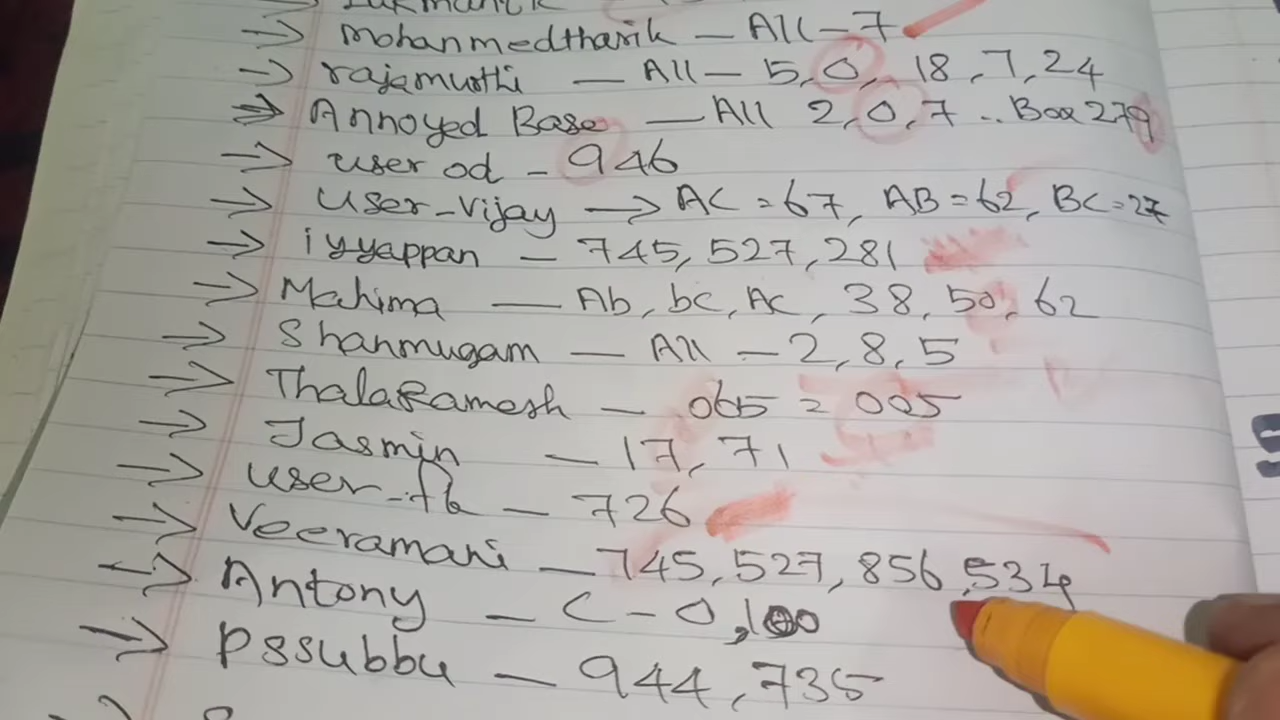 → Mohanmedtharik — All - 7
→ rajamurthi — All — 5, 0, 18, 7, 24
→ Annoyed Base — All 2, 0, 7 .. Box 279
→ user od - 946
→ User-Vijay → AC = 67, AB = 62, BC = 27
→ iyyappan - 745, 527, 281
→ Mahima — Ab, bc, Ac, 38, 50, 62
→ Shanmugam — All - 2, 8, 5
→ ThalaRamesh - 065 = 005
→ Jasmin - 17, 71
→ user-fk - 726
→ Veeramani - 745, 527, 856, 534
→ Antony - C - 0, 100
→ Pssubbu - 944, 735